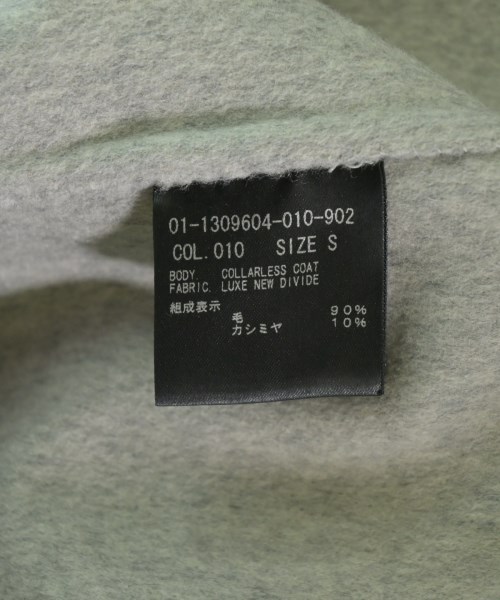 01-1309604-010-902
COL.010 SIZE S
BODY. COLLARLESS COAT
FABRIC. LUXE NEW DIVIDE
組成表示
毛 90%
カシミヤ 10%